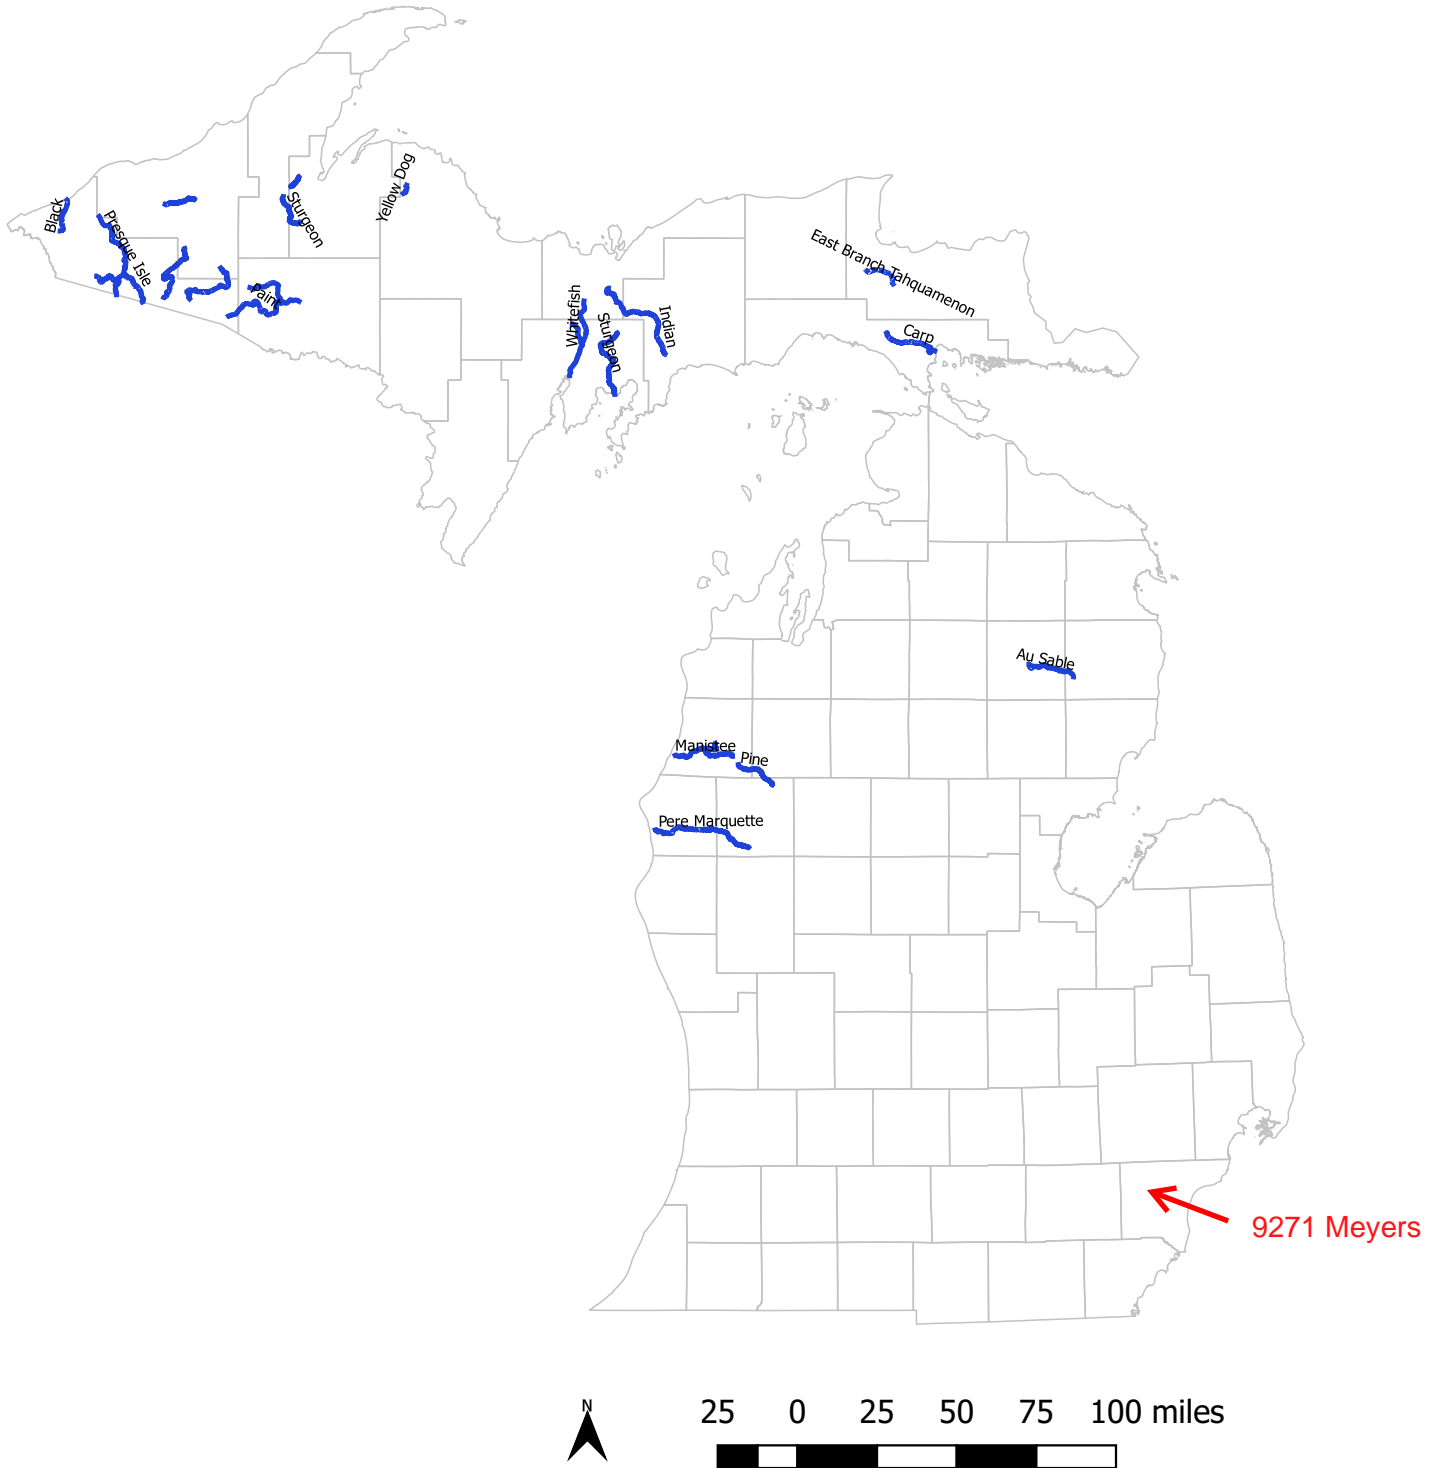 Yellow Dog
Black
Sturgeon
Presque Isle
East Branch Tahquamenon
Paint
Whitefish
Indian
Sturgeon
Carp
Au Sable
Manistee
Pine
Pere Marquette
9271 Meyers
N
25 0 25 50 75 100 miles